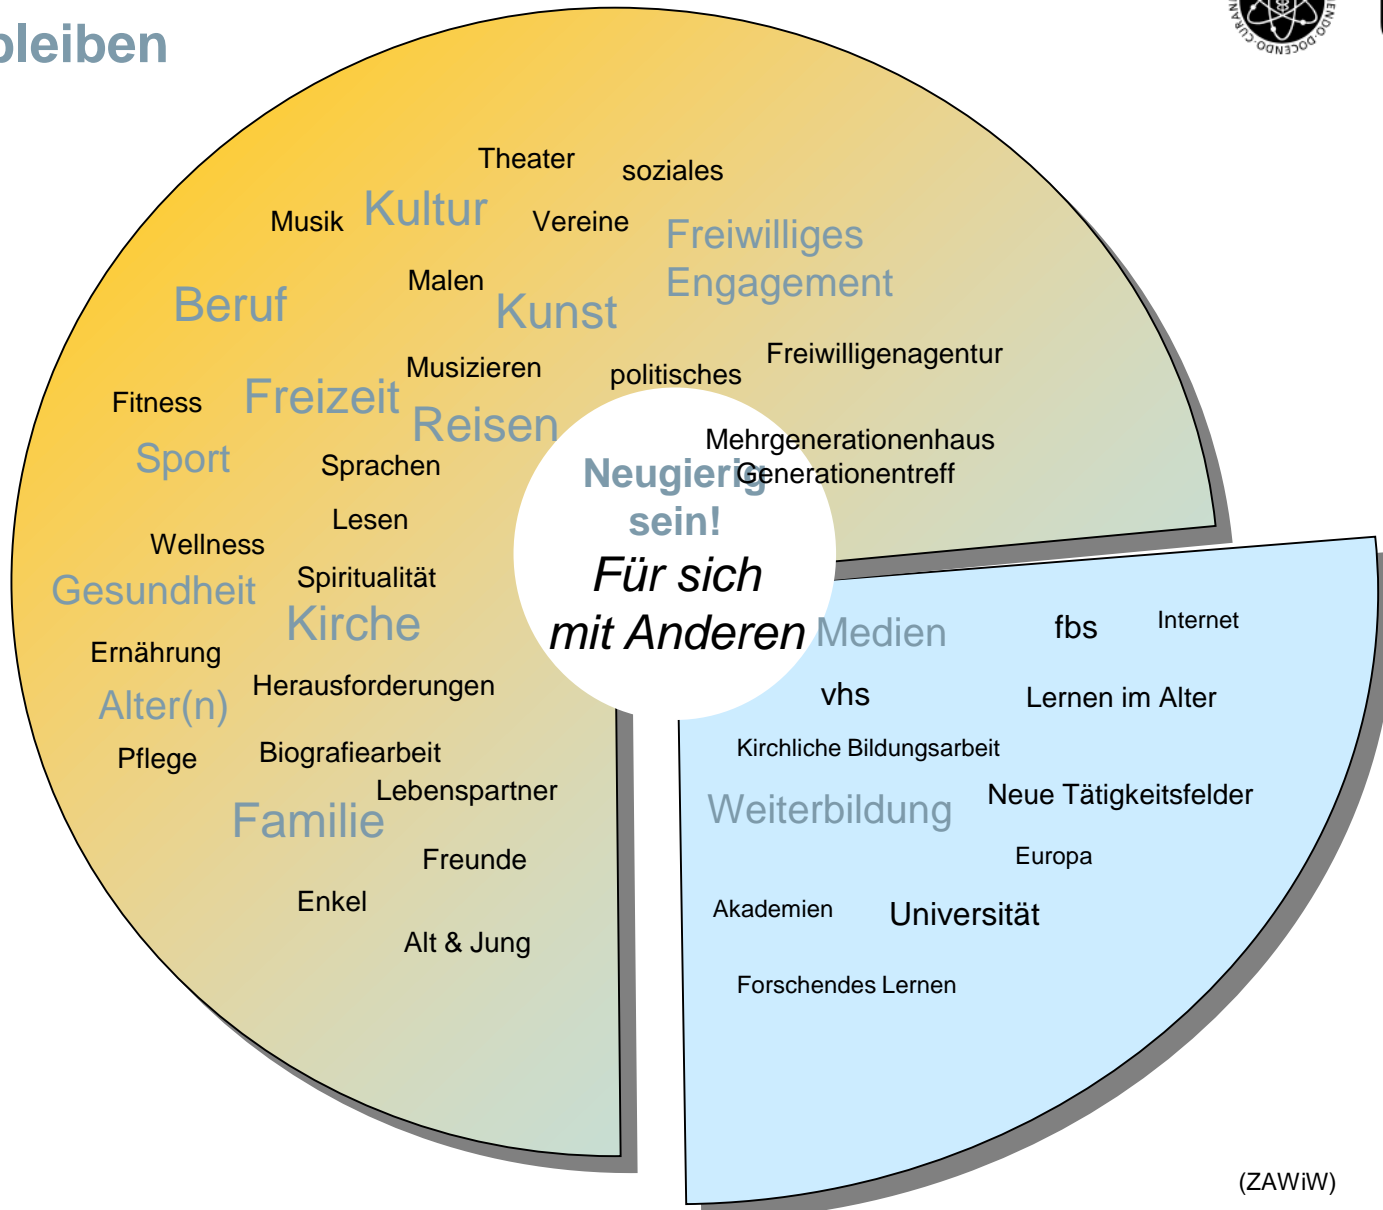 bleiben
DOCENDO·CURANDO
Theater
soziales
Musik
Kultur
Vereine
Freiwilliges
Engagement
Malen
Beruf
Kunst
Freiwilligenagentur
Musizieren
politisches
Fitness
Freizeit
Reisen
Mehrgenerationenhaus
Generationentreff
Sport
Sprachen
Neugierig
sein!
Lesen
Wellness
Für sich
mit Anderen
Gesundheit
Spiritualität
Kirche
Ernährung
Herausforderungen
Alter(n)
Pflege
Biografiearbeit
Lebenspartner
Familie
Freunde
Enkel
Alt & Jung
Medien
fbs
Internet
vhs
Lernen im Alter
Kirchliche Bildungsarbeit
Weiterbildung
Neue Tätigkeitsfelder
Europa
Akademien
Universität
Forschendes Lernen
(ZAWiW)